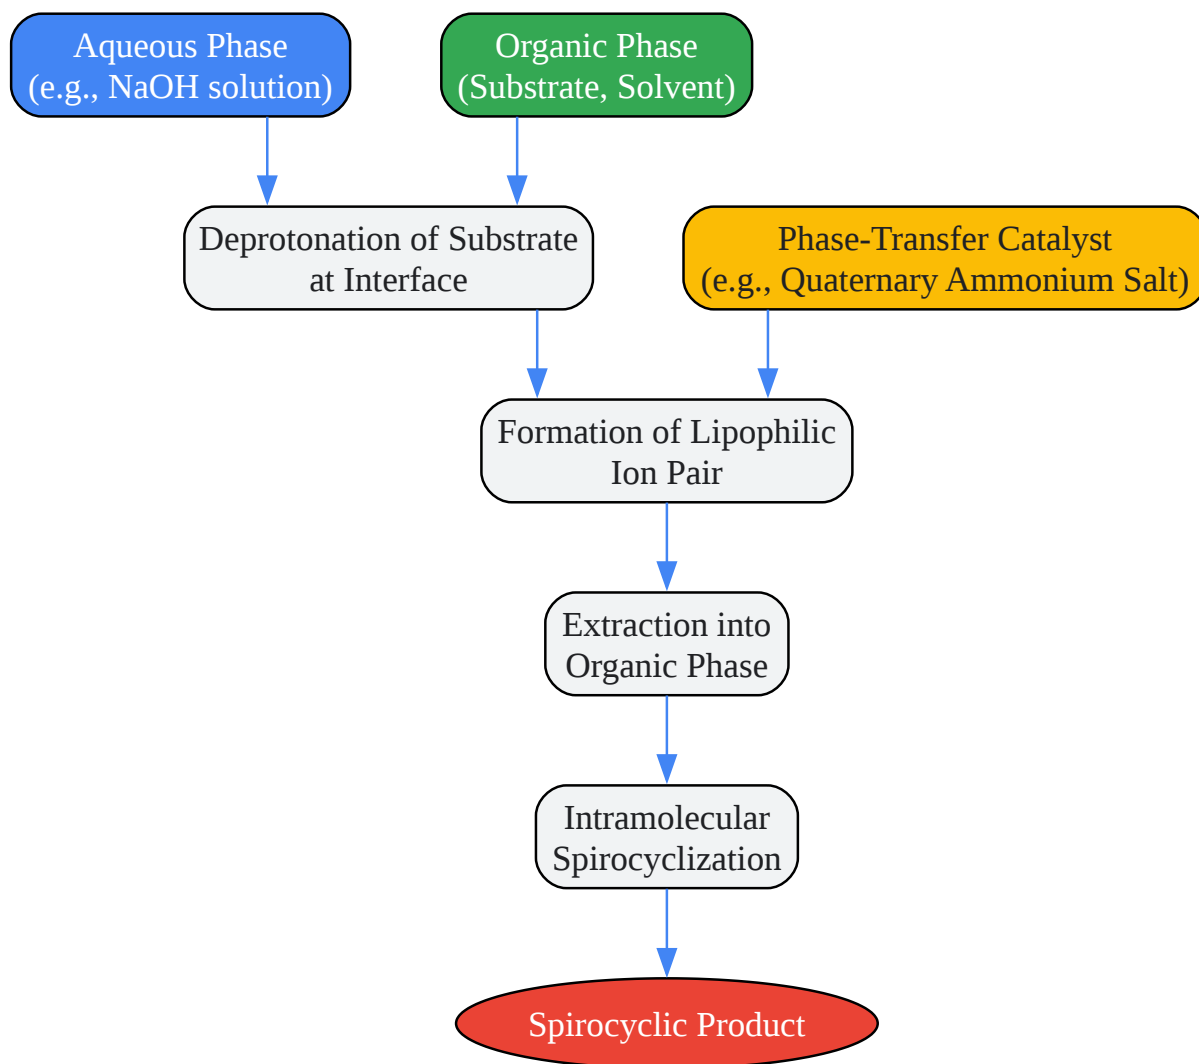 Aqueous Phase
(e.g., NaOH solution)
Organic Phase
(Substrate, Solvent)
Deprotonation of Substrate
at Interface
Phase-Transfer Catalyst
(e.g., Quaternary Ammonium Salt)
Formation of Lipophilic
Ion Pair
Extraction into
Organic Phase
Intramolecular
Spirocyclization
Spirocyclic Product